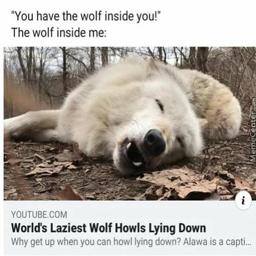 "You have the wolf inside you!"
The wolf inside me:
YOUTUBE.COM
World's Laziest Wolf Howls Lying Down
Why get up when you can howl lying down? Alawa is a capti...